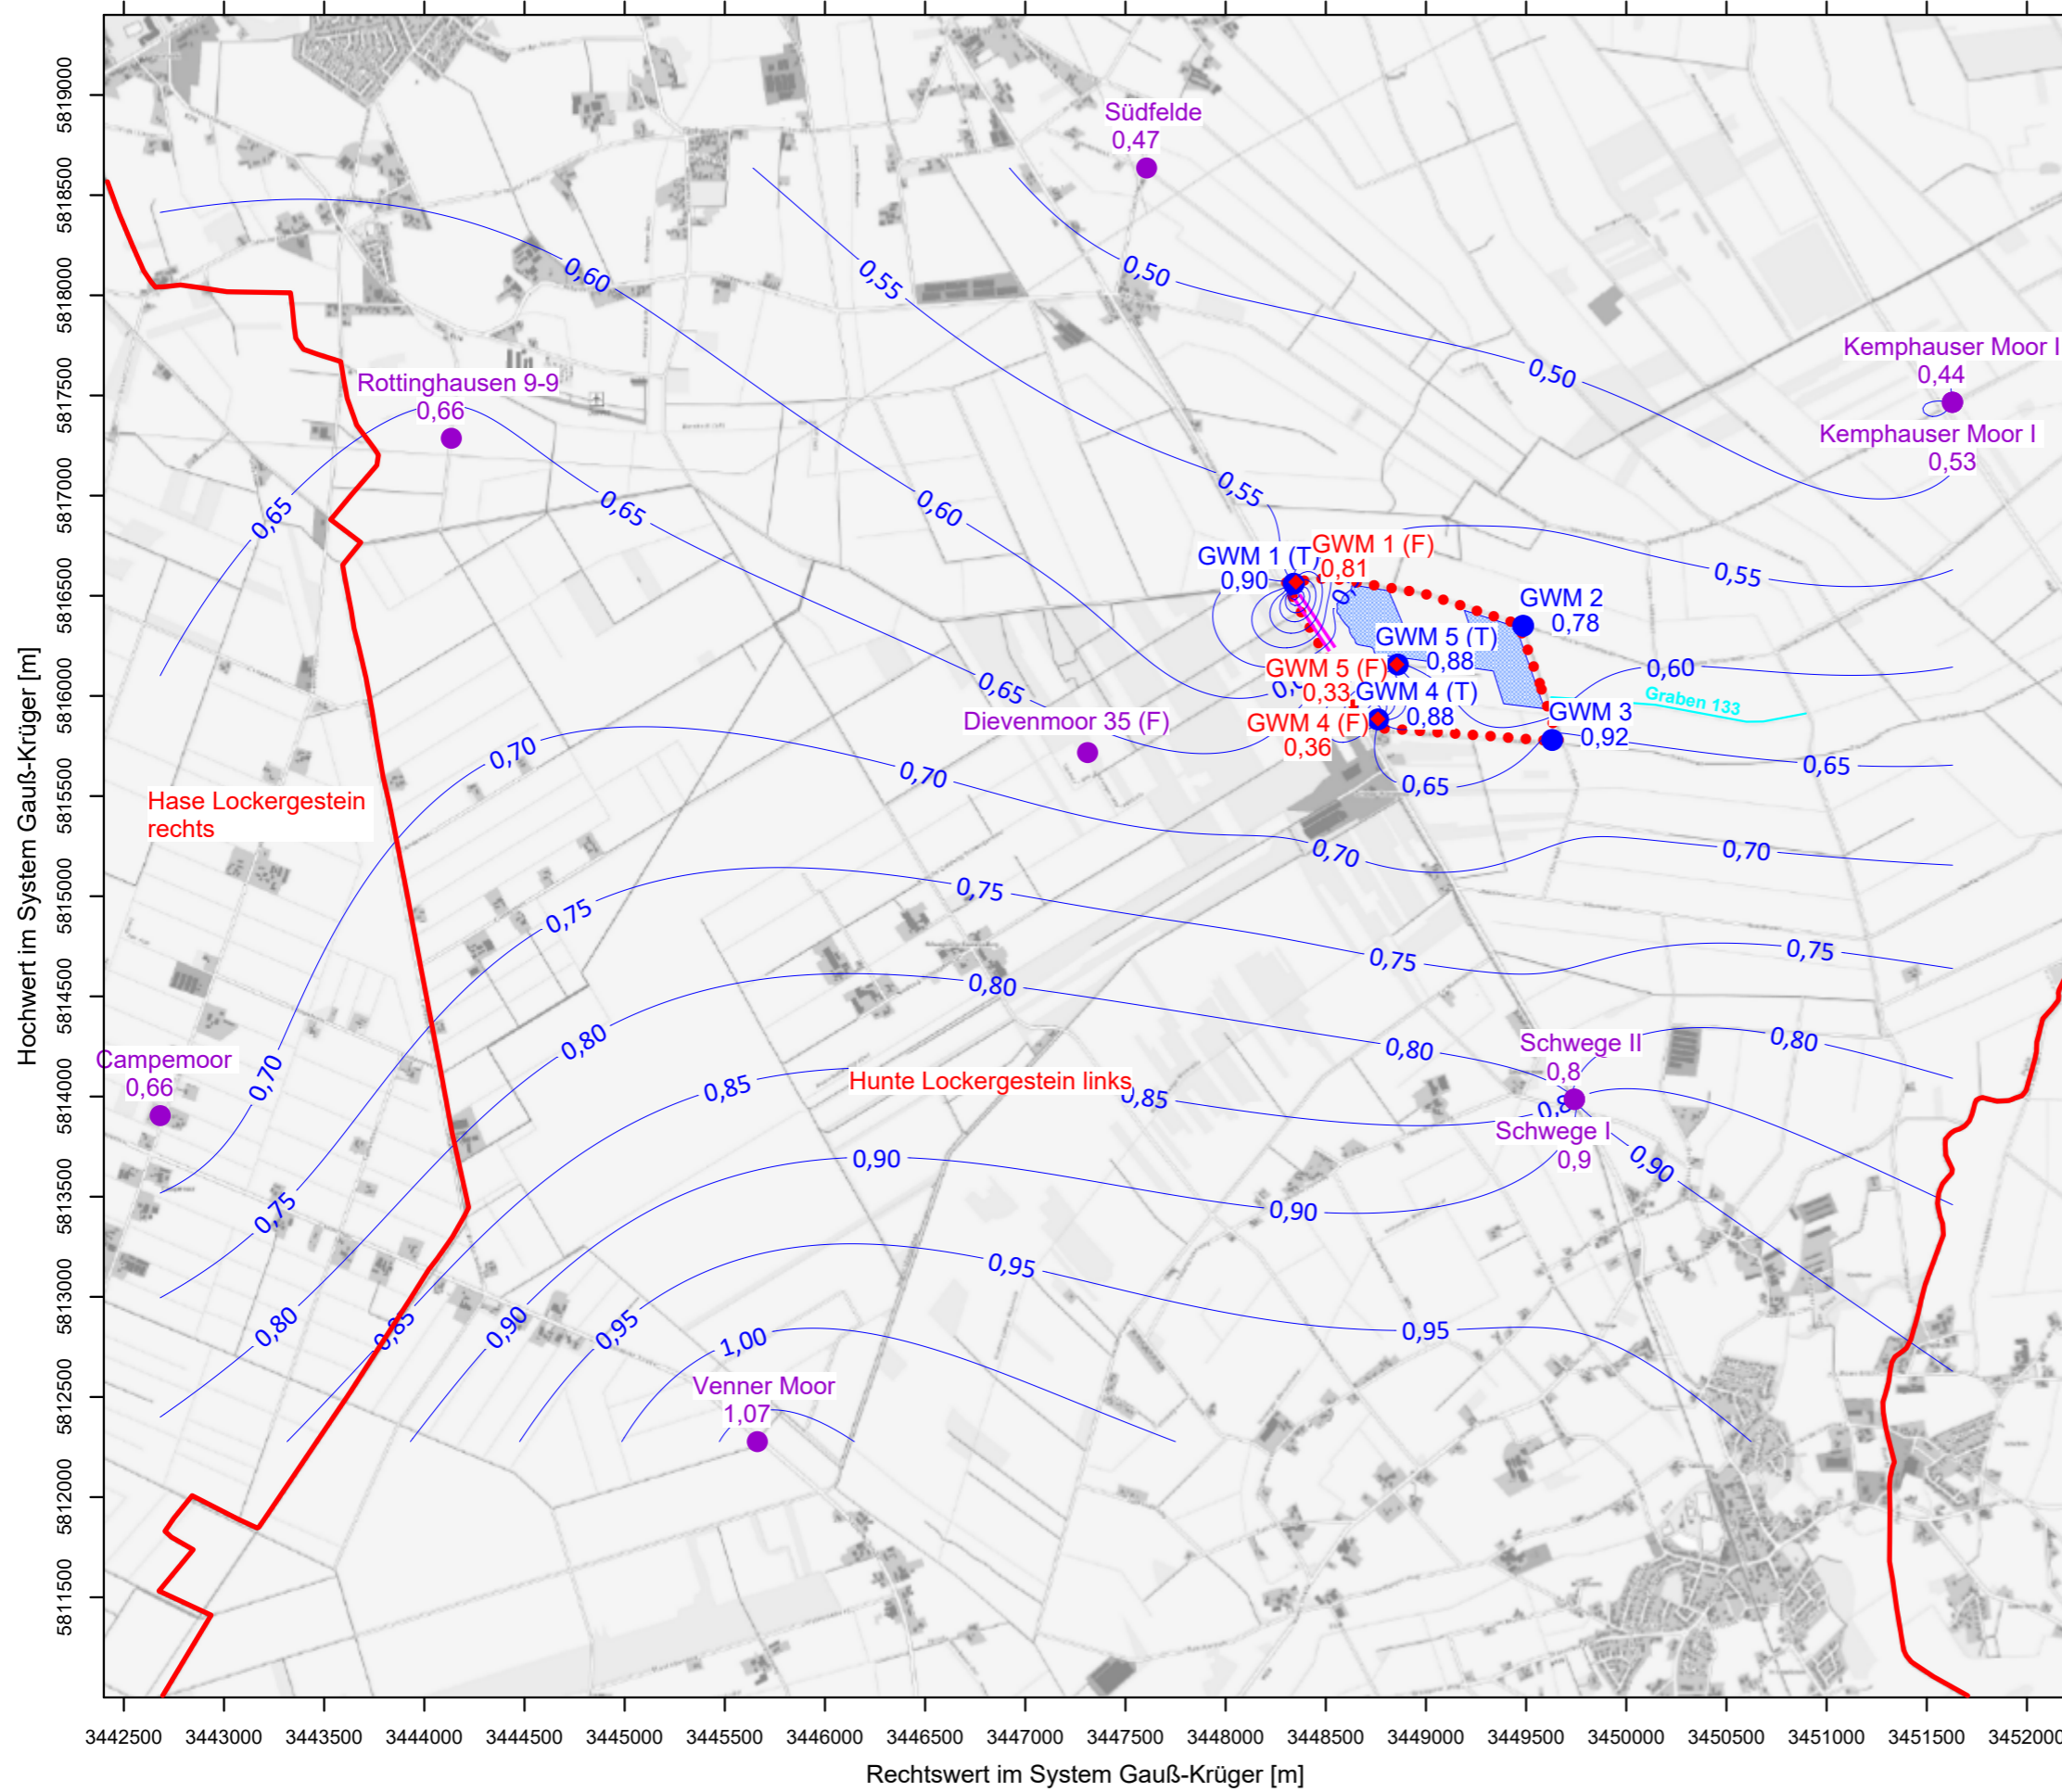 Südfelde
0,47
Kemphauser Moor I
0,44
Kemphauser Moor I
0,53
Rottinghausen 9-9
0,66
0,60
0,55
0,50
0,50
0,65
0,65
0,60
0,55
GWM 1 (T)
0,90
GWM 1 (F)
0,81
0,55
GWM 2
0,78
GWM 5 (T)
0,88
GWM 5 (F)
0,33
GWM 4 (T)
0,88
GWM 4 (F)
0,36
0,60
Graben 133
GWM 3
0,92
0,65
Dievenmoor 35 (F)
0,70
0,70
0,65
0,65
Hase Lockergestein
rechts
0,70
0,70
0,75
0,75
0,75
0,75
0,80
0,80
0,80
0,80
Schwege II
0,8
Campemoor
0,66
0,70
0,85
Hunte Lockergestein links
0,85
Schwege I
0,9
0,90
0,90
0,90
0,75
0,95
0,80
0,85
0,90
0,95
1,00
0,95
Venner Moor
1,07
Hochwert im System Gauß-Krüger [m]
5819000
5818500
5818000
5817500
5817000
5816500
5816000
5815500
5815000
5814500
5814000
5813500
5813000
5812500
5812000
5811500
3442500 3443000 3443500 3444000 3444500 3445000 3445500 3446000 3446500 3447000 3447500 3448000 3448500 3449000 3449500 3450000 3450500 3451000 3451500 345200
Rechtswert im System Gauß-Krüger [m]